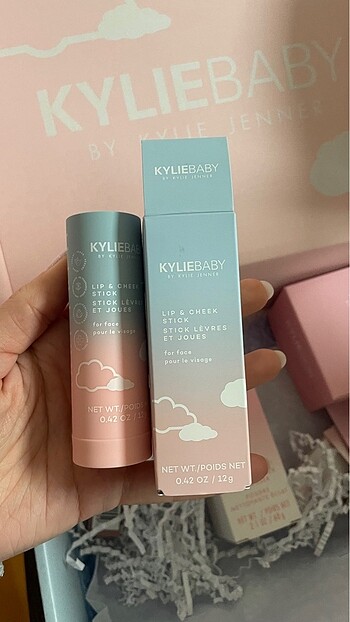 KYLIEBABY
BY KYLIE JENNER
KYLIEBABY
BY KYLIE JENNER
KYLIEBABY
BY KYLIE JENNER
LIP & CHEEK
STICK
STICK LÈVRES
ET JOUES
for face
pour le visage
NET WT./POIDS NET
0.42 OZ / 12g
KYLIEBABY
BY KYLIE JENNER
LIP & CHEEK
STICK
STICK LÈVRES
ET JOUES
for face
pour le visage
NET WT./POIDS
0.42 OZ /